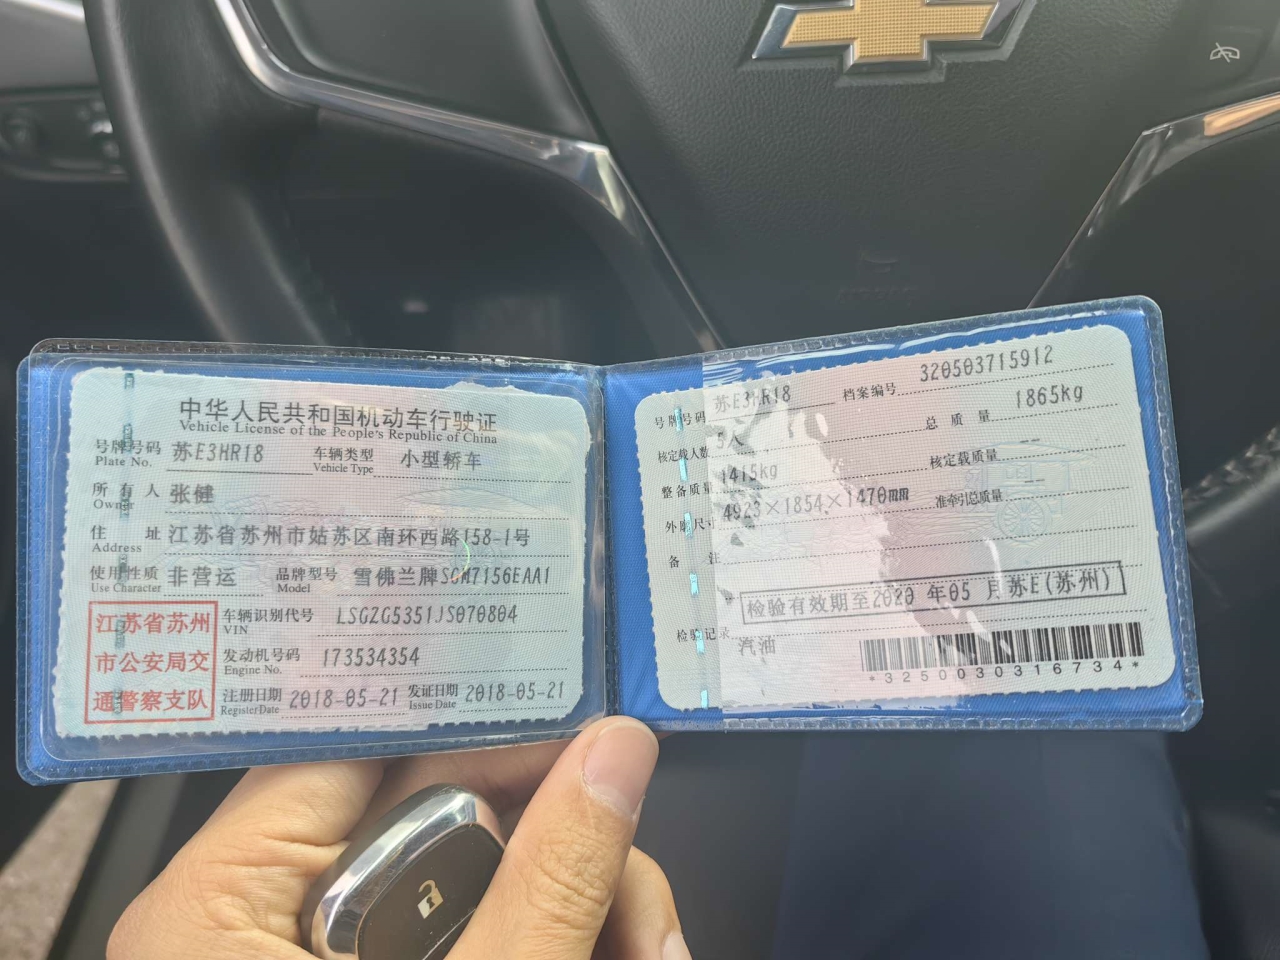 中华人民共和国机动车行驶证
Vehicle License of the People's Republic of China
号牌号码 苏E3HR18 车辆类型 小型轿车
Plate No. Vehicle Type
所有人 张健
Owner
住址 江苏省苏州市姑苏区南环西路158-1号
Address
使用性质 非营运 品牌型号 雪佛兰牌SGM7156EAA1
Use Character Model
江苏省苏州
市公安局交
通警察支队
车辆识别代号 LSGZG5351JS070804
VIN
发动机号码 173534354
Engine No.
注册日期 2018-05-21 发证日期 2018-05-21
Register Date Issue Date
号牌号码 苏E3HR18 档案编号 320503715912
核定载人数 5人 总质量 1865kg
整备质量 1415kg 核定载质量 --
外廓尺寸 4923×1854×1470mm 准牵引总质量 --
备注
检验有效期至2020年05月苏E(苏州)
检验记录
汽油
*3250030316734*